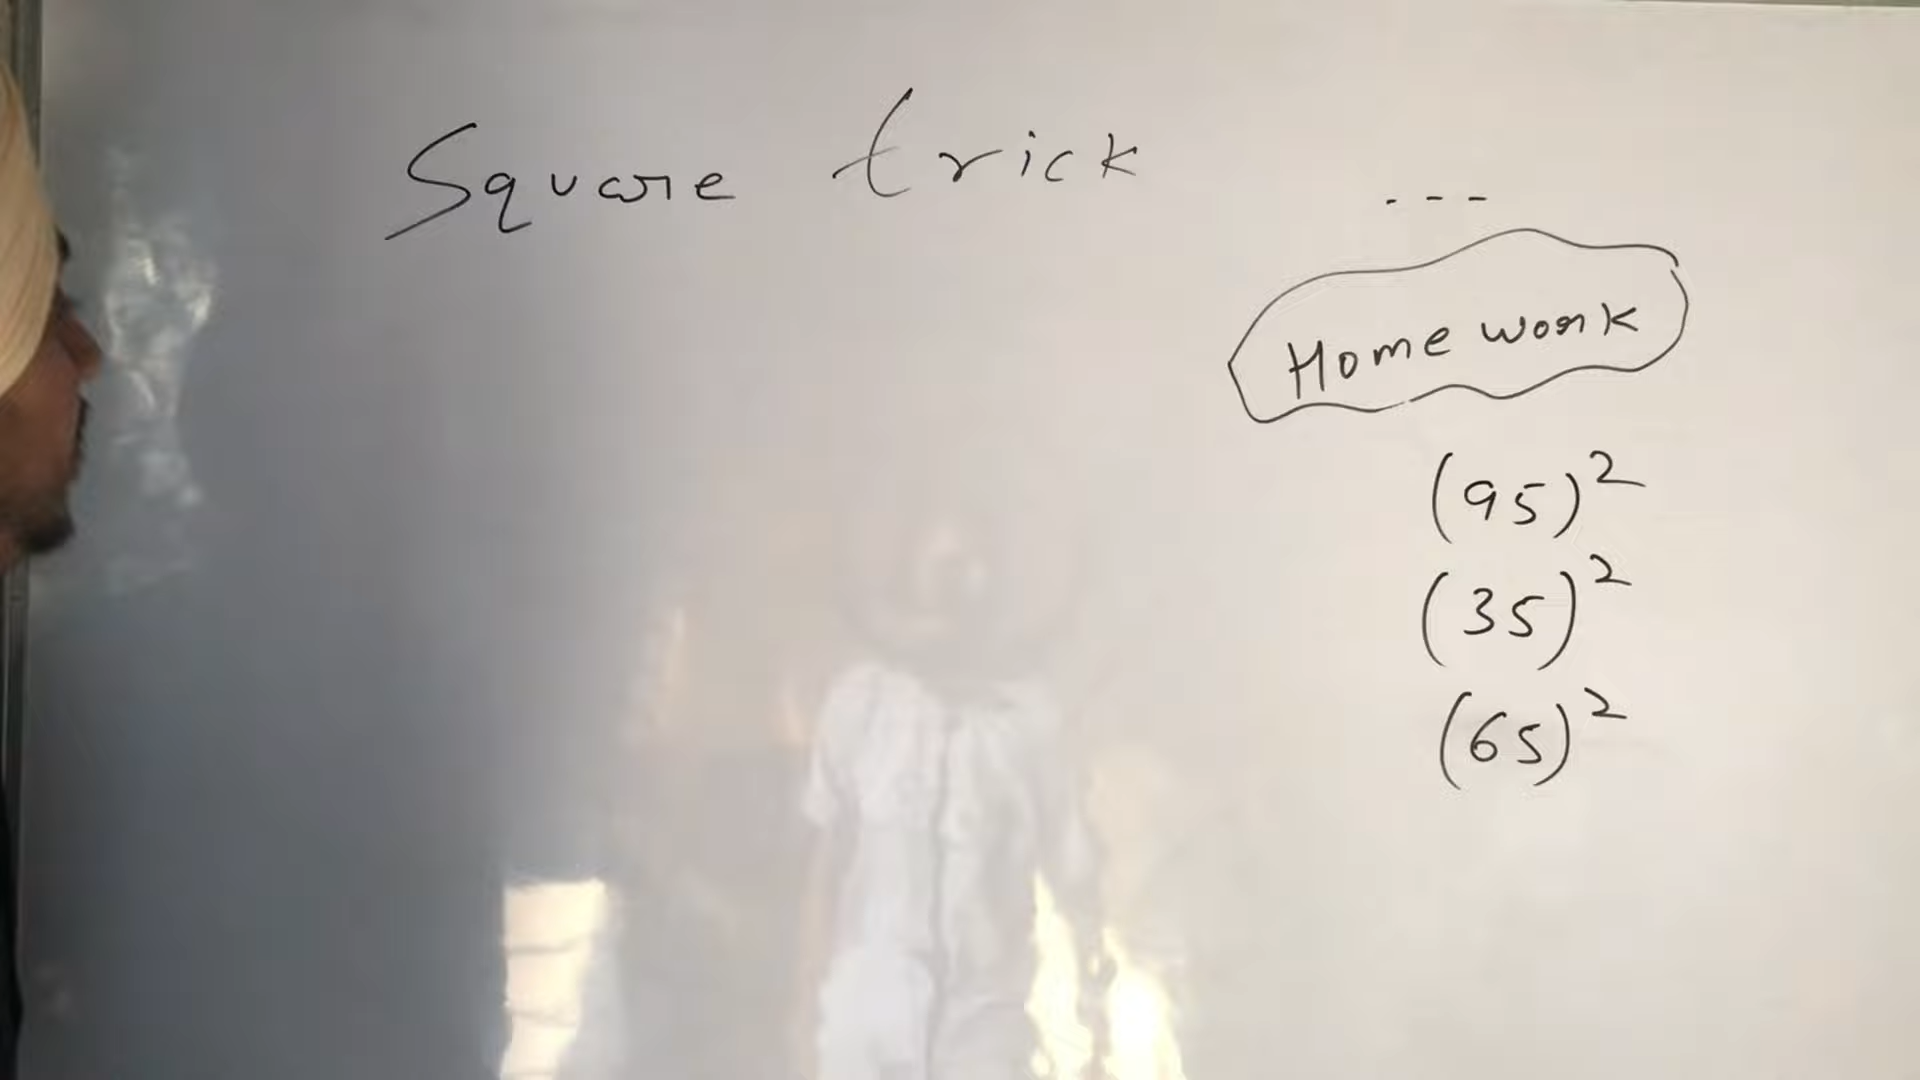 Square trick
---
Home work
(95)²
(35)²
(65)²